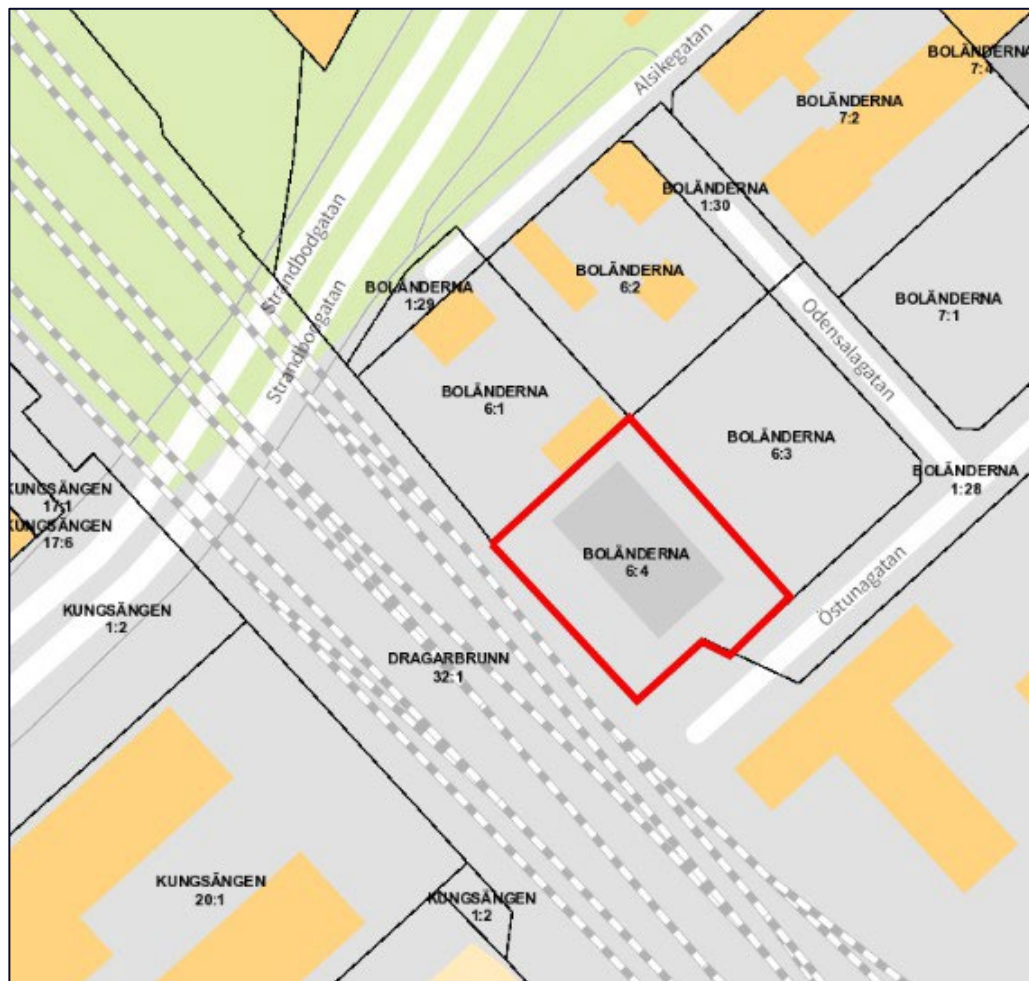 BOLÄNDERNA
7:4
Alsikegatan
BOLÄNDERNA
7:2
BOLÄNDERNA
1:30
Strandbodgatan
BOLÄNDERNA
6:2
BOLÄNDERNA
1:29
BOLÄNDERNA
7:1
Strandbodgatan
Odensalagatan
BOLÄNDERNA
6:1
BOLÄNDERNA
6:3
BOLÄNDERNA
1:28
KUNGSÄNGEN
17:1
KUNGSÄNGEN
17:6
BOLÄNDERNA
6:4
Östunagatan
KUNGSÄNGEN
1:2
DRAGARBRUNN
32:1
KUNGSÄNGEN
20:1
KUNGSÄNGEN
1:2